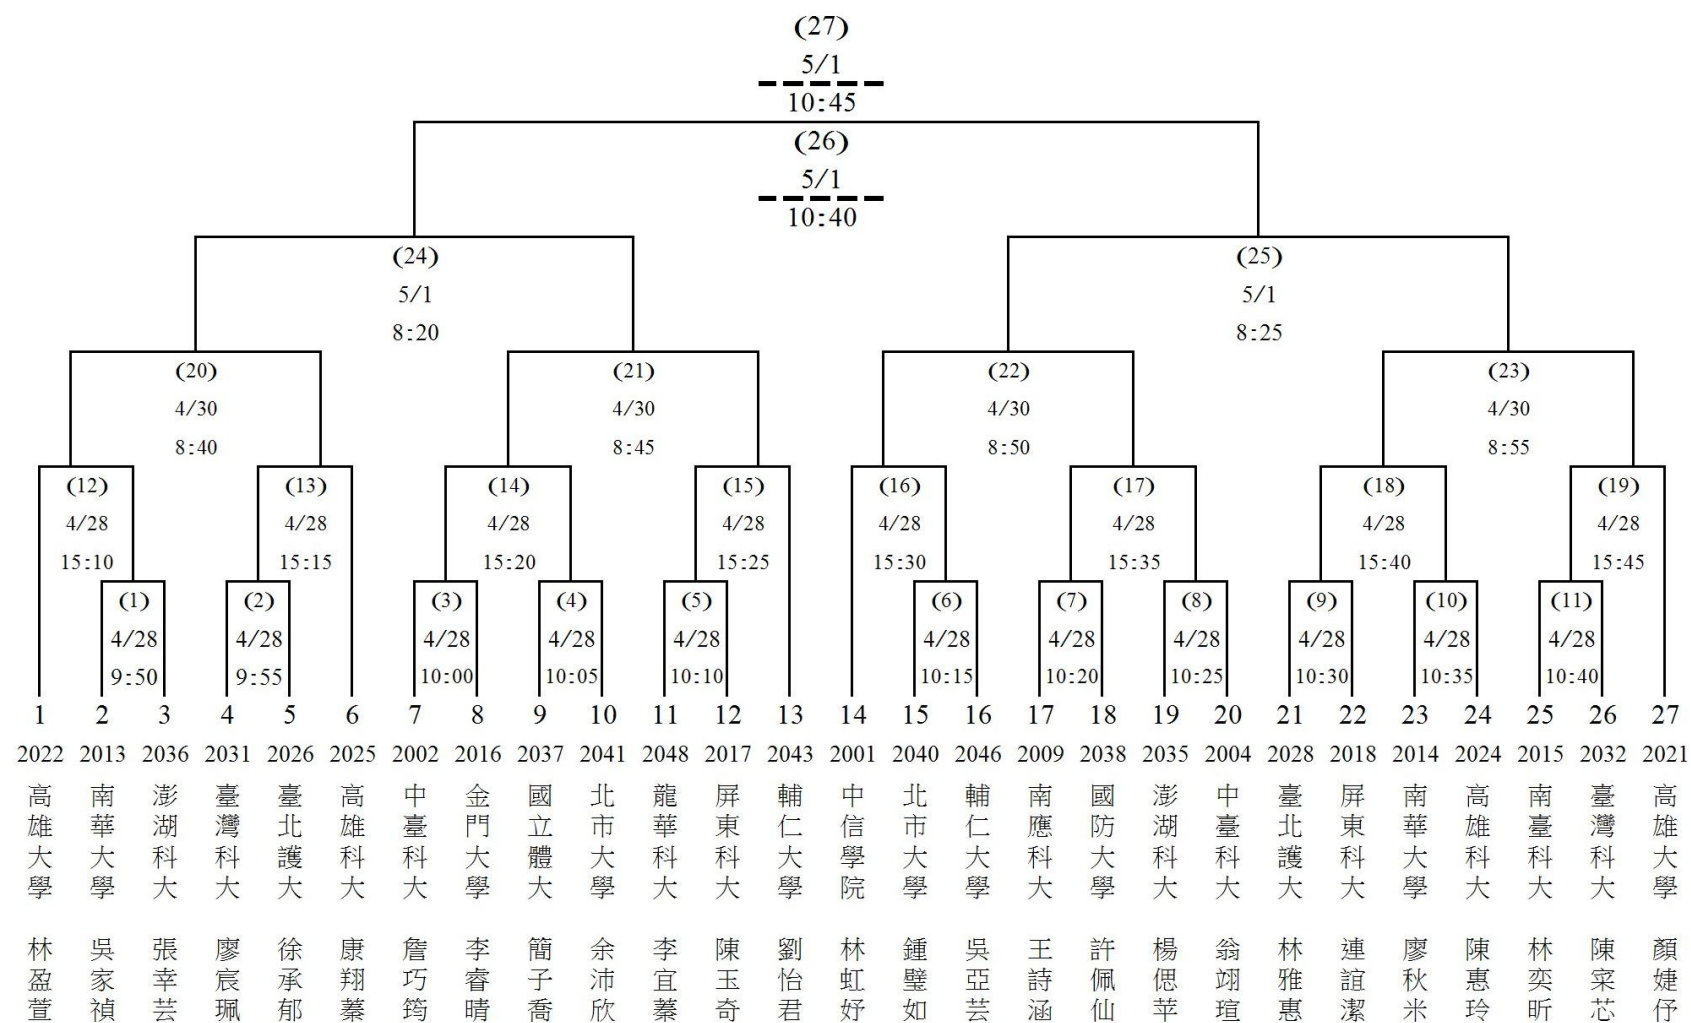 (27)
5/1
10:45
(26)
5/1
10:40
(24) (25)
5/1 5/1
8:20 8:25
(20) (21) (22) (23)
4/30 4/30 4/30 4/30
8:40 8:45 8:50 8:55
(12) (13) (14) (15) (16) (17) (18) (19)
4/28 4/28 4/28 4/28 4/28 4/28 4/28 4/28
15:10 15:15 15:20 15:25 15:30 15:35 15:40 15:45
(1) (2) (3) (4) (5) (6) (7) (8) (9) (10) (11)
4/28 4/28 4/28 4/28 4/28 4/28 4/28 4/28 4/28 4/28 4/28
9:50 9:55 10:00 10:05 10:10 10:15 10:20 10:25 10:30 10:35 10:40
1 2 3 4 5 6 7 8 9 10 11 12 13 14 15 16 17 18 19 20 21 22 23 24 25 26 27
2022 2013 2036 2031 2026 2025 2002 2016 2037 2041 2048 2017 2043 2001 2040 2046 2009 2038 2035 2004 2028 2018 2014 2024 2015 2032 2021
高雄大學 林盈萱
南華大學 吳家禎
澎湖科大 張幸芸
臺灣科大 廖宸珮
臺北護大 徐承郁
高雄科大 康翔蓁
中臺科大 詹巧筠
金門大學 李睿晴
國立體大 簡子喬
北市大學 余沛欣
龍華科大 李宜蓁
屏東科大 陳玉奇
輔仁大學 劉怡君
中信學院 林虹妤
北市大學 鍾璧如
輔仁大學 吳亞芸
南應科大 王詩涵
國防大學 許佩仙
澎湖科大 楊偲苹
中臺科大 翁翊瑄
臺北護大 林雅惠
屏東科大 連誼潔
南華大學 廖秋米
高雄科大 陳惠玲
南臺科大 林奕昕
臺灣科大 陳寀芯
高雄大學 顏婕伃